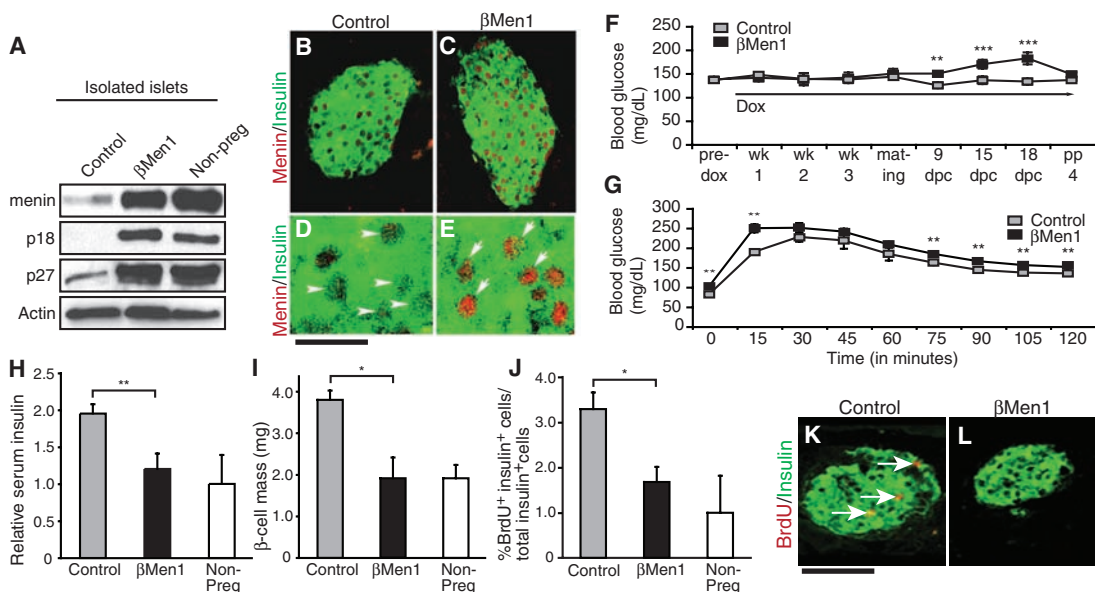 A
Isolated islets
Control
βMen1
Non-preg
menin
p18
p27
Actin
Control
βMen1
B
C
Menin/Insulin
D
E
Menin/Insulin
F
Control
βMen1
Blood glucose
(mg/dL)
250
200
150
100
50
0
** *** ***
Dox
pre-dox
wk 1
wk 2
wk 3
mat-ing
9 dpc
15 dpc
18 dpc
pp 4
G
Control
βMen1
Blood glucose
(mg/dL)
300
250
200
150
100
50
0
** ** ** ** ** **
0 15 30 45 60 75 90 105 120
Time (in minutes)
H
Relative serum insulin
2.5
2.0
1.5
1.0
0
**
Control
βMen1
Non-Preg
I
β-cell mass (mg)
5.0
4.0
3.0
2.0
1.0
0
*
Control
βMen1
Non-Preg
J
%BrdU⁺ insulin⁺ cells/
total insulin⁺cells
4.0
3.0
2.0
1.0
0
*
Control
βMen1
Non-Preg
Control
βMen1
K
L
BrdU/Insulin